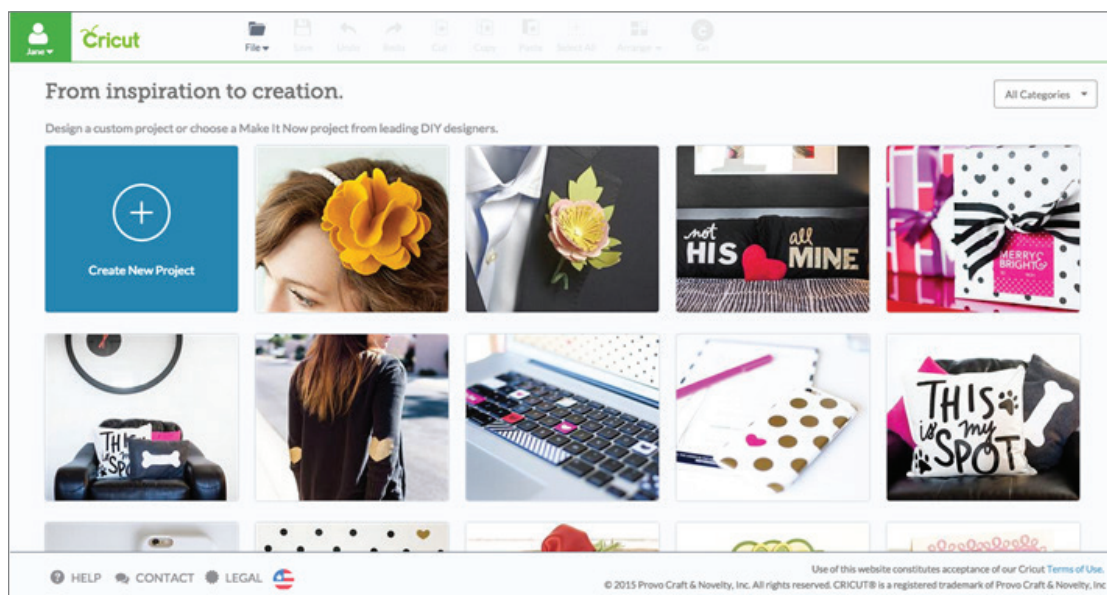 Jane
Cricut
File
Save
Undo
Redo
Cut
Copy
Paste
Select All
Arrange
Go
From inspiration to creation.
All Categories
Design a custom project or choose a Make It Now project from leading DIY designers.
Create New Project
not
HIS
all
MINE
MERRY &
BRIGHT
THIS
is my
SPOT
THIS
is my
SPOT
HELP
CONTACT
LEGAL
Use of this website constitutes acceptance of our Cricut Terms of Use.
© 2015 Provo Craft & Novelty, Inc. All rights reserved. CRICUT® is a registered trademark of Provo Craft & Novelty, Inc